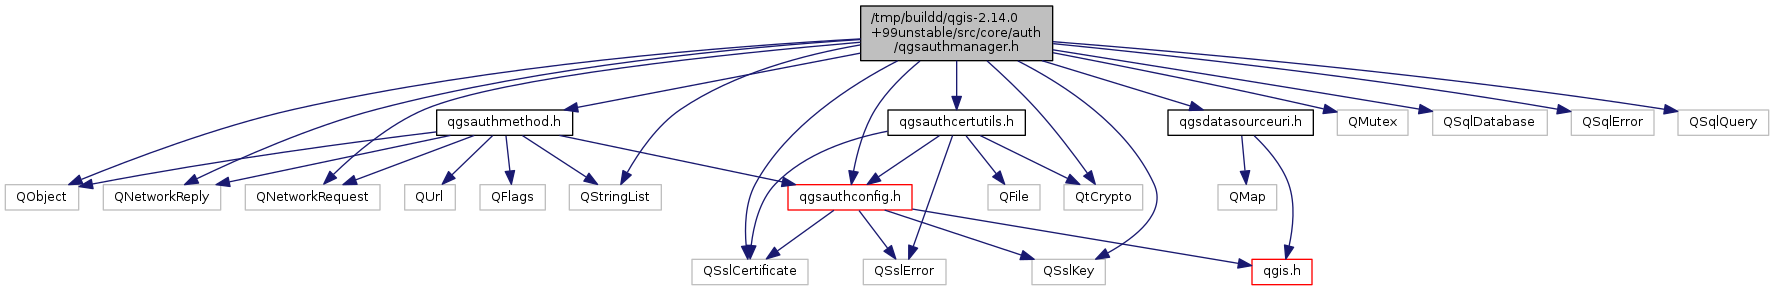 /tmp/buildd/qgis-2.14.0
+99unstable/src/core/auth
/qgsauthmanager.h
qgsauthmethod.h
qgsauthcertutils.h
qgsdatasourceuri.h
QMutex
QSqlDatabase
QSqlError
QSqlQuery
QObject
QNetworkReply
QNetworkRequest
QUrl
QFlags
QStringList
qgsauthconfig.h
QFile
QtCrypto
QMap
QSslCertificate
QSslError
QSslKey
qgis.h